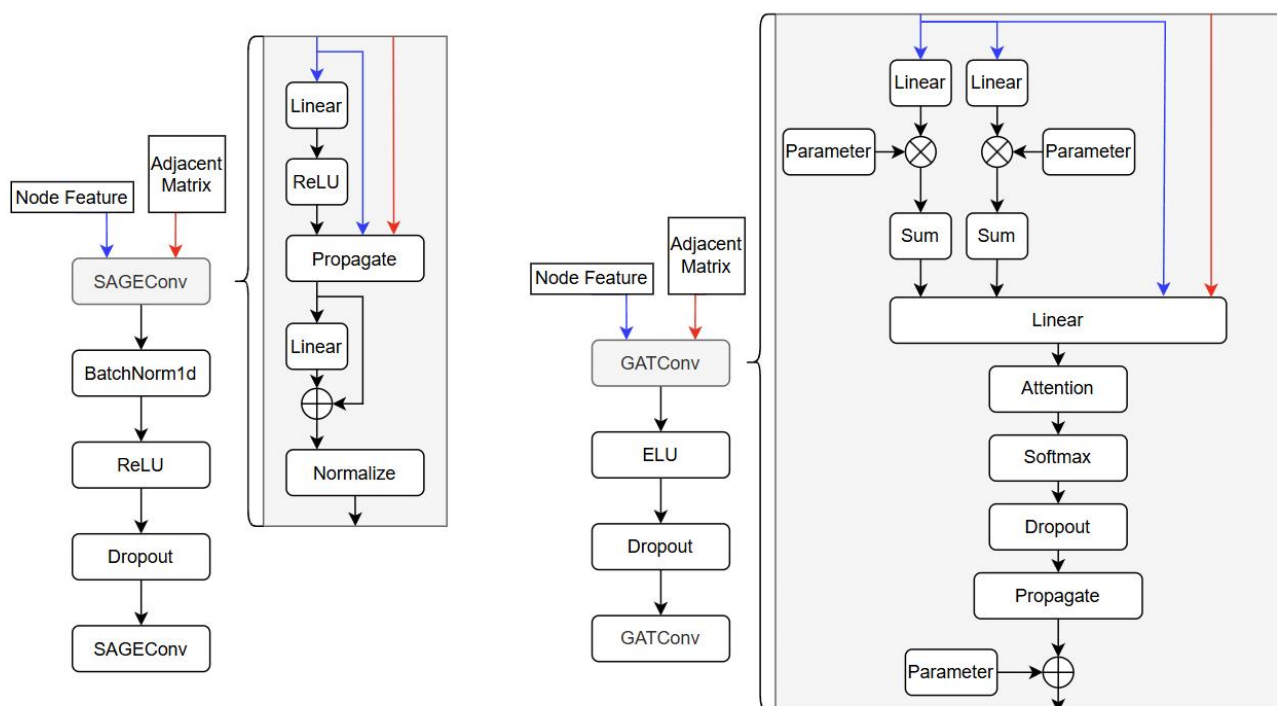 Node Feature
Adjacent
Matrix
SAGEConv
BatchNorm1d
ReLU
Dropout
SAGEConv
Linear
ReLU
Propagate
Linear
Normalize
Node Feature
Adjacent
Matrix
GATConv
ELU
Dropout
GATConv
Linear
Linear
Parameter
Parameter
Sum
Sum
Linear
Attention
Softmax
Dropout
Propagate
Parameter